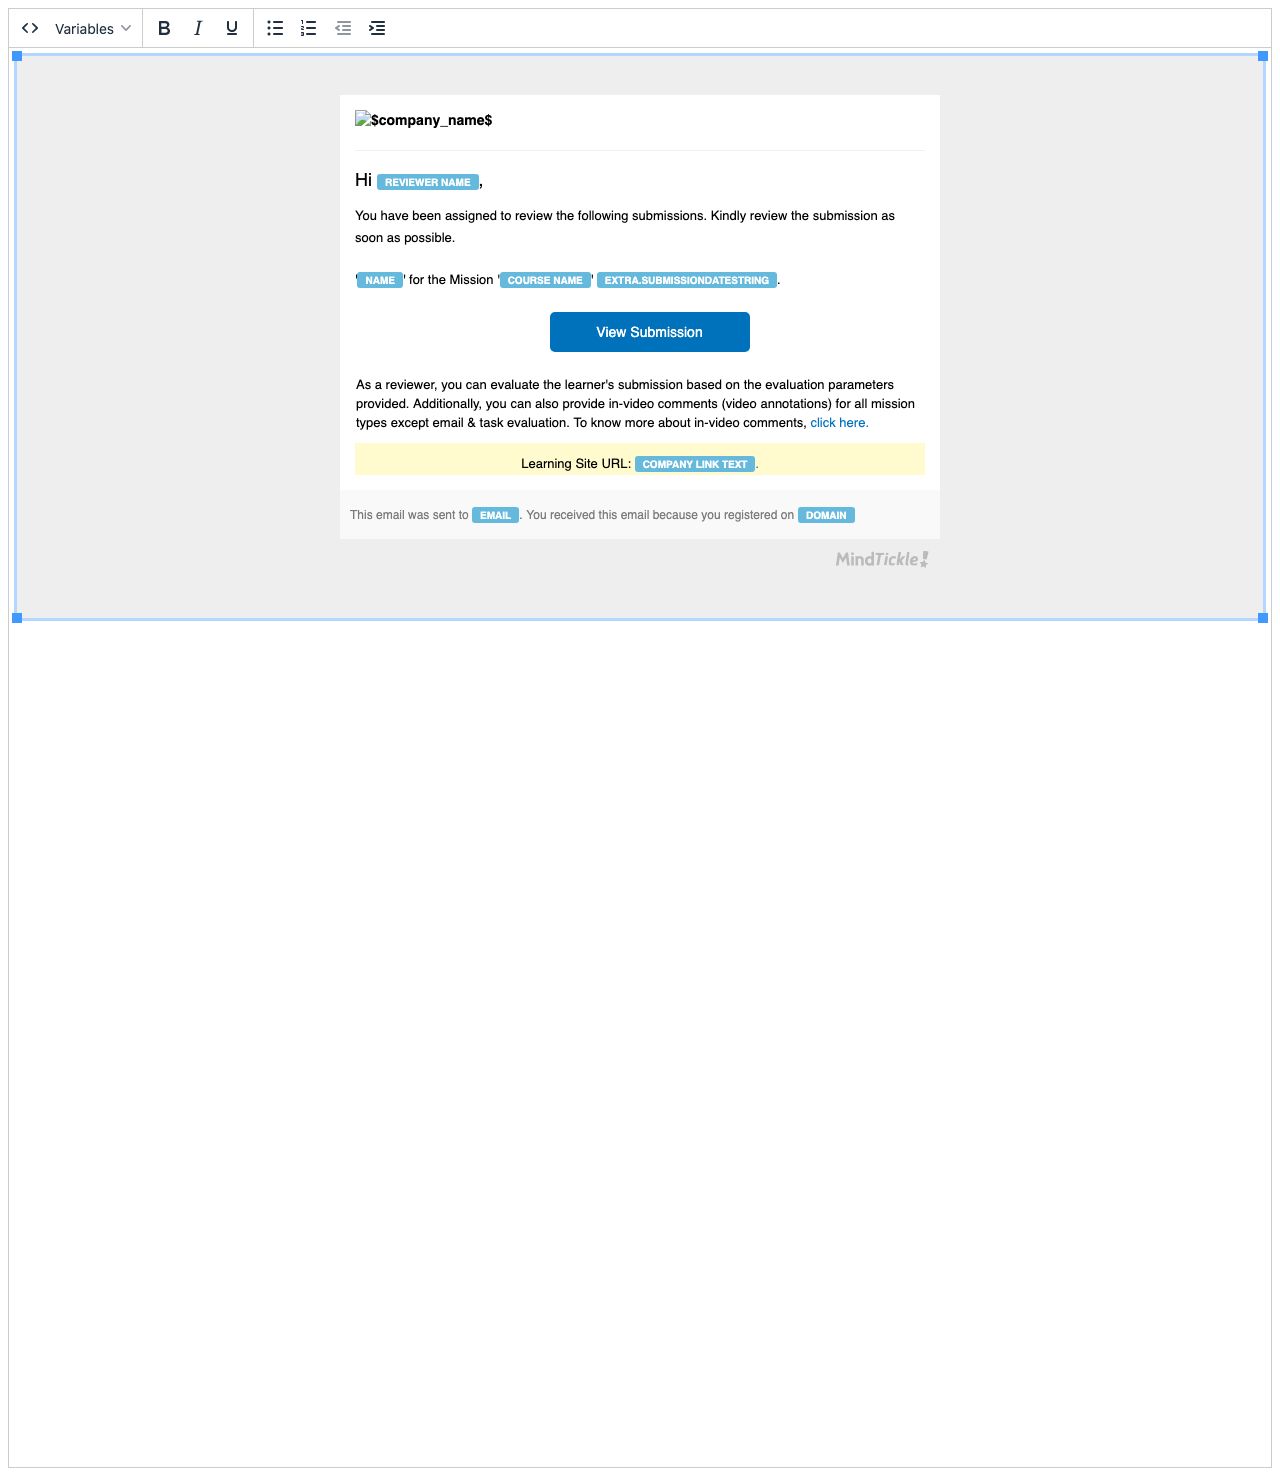 Variables
B I U
$company_name$
Hi REVIEWER NAME,
You have been assigned to review the following submissions. Kindly review the submission as
soon as possible.
'NAME' for the Mission 'COURSE NAME' EXTRA.SUBMISSIONDATESTRING.
View Submission
As a reviewer, you can evaluate the learner's submission based on the evaluation parameters
provided. Additionally, you can also provide in-video comments (video annotations) for all mission
types except email & task evaluation. To know more about in-video comments, click here.
Learning Site URL: COMPANY LINK TEXT.
This email was sent to EMAIL. You received this email because you registered on DOMAIN
MindTickle!